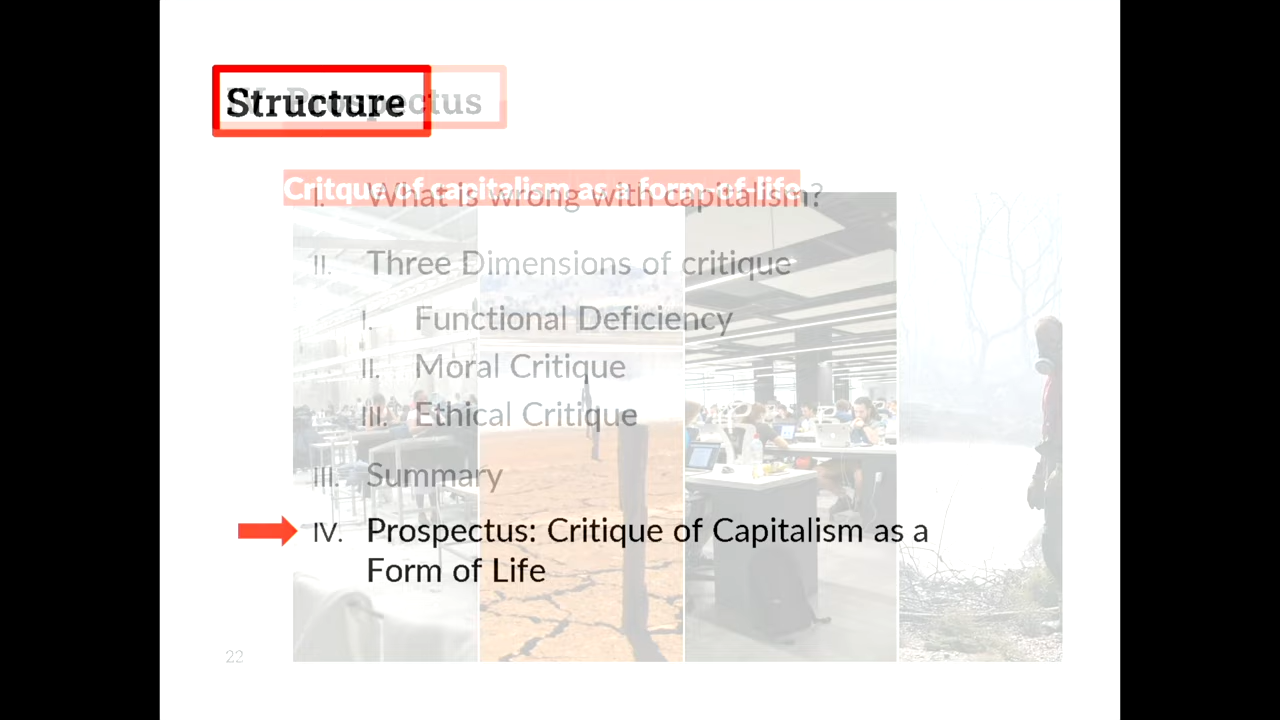 Structure
Prospectus
Critque of capitalism as a form-of-life
I. What is wrong with capitalism?
II. Three Dimensions of critique
I. Functional Deficiency
II. Moral Critique
III. Ethical Critique
III. Summary
IV. Prospectus: Critique of Capitalism as a
Form of Life
22